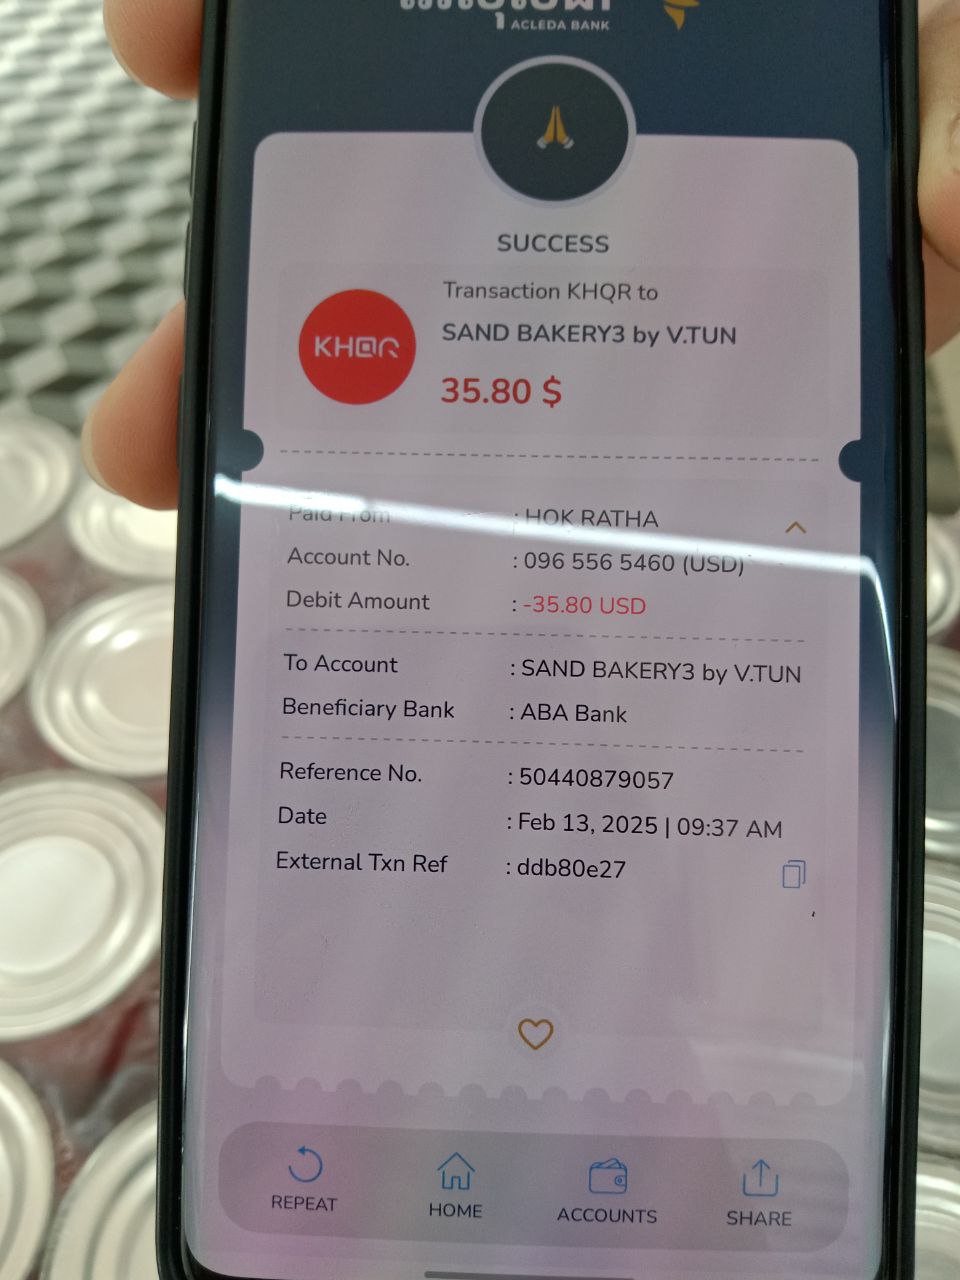 ACLEDA BANK
SUCCESS
KHQR
Transaction KHQR to
SAND BAKERY3 by V.TUN
35.80 $
Paid From : HOK RATHA
Account No. : 096 556 5460 (USD)
Debit Amount : -35.80 USD
To Account : SAND BAKERY3 by V.TUN
Beneficiary Bank : ABA Bank
Reference No. : 50440879057
Date : Feb 13, 2025 | 09:37 AM
External Txn Ref : ddb80e27
REPEAT HOME ACCOUNTS SHARE